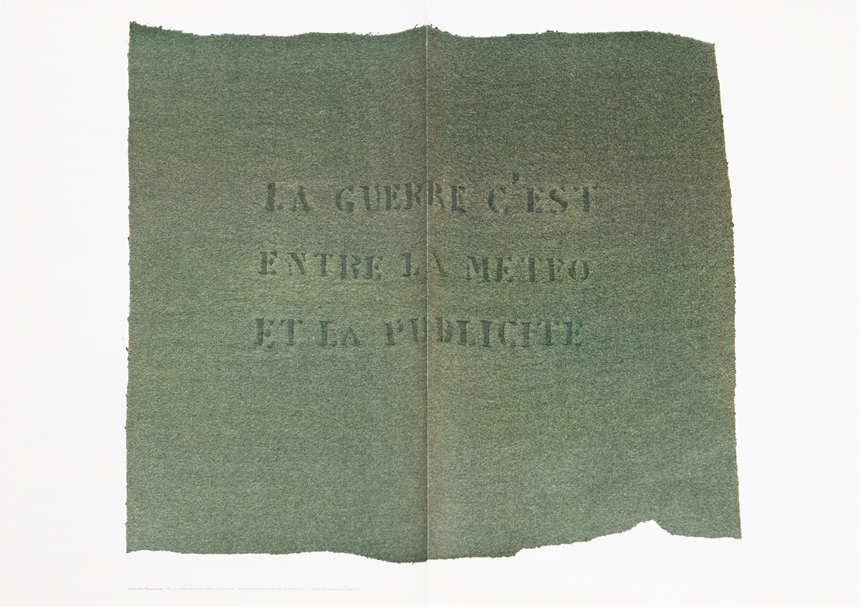 LA GUERRE C'EST
ENTRE LA METEO
ET LA PUBLICITE